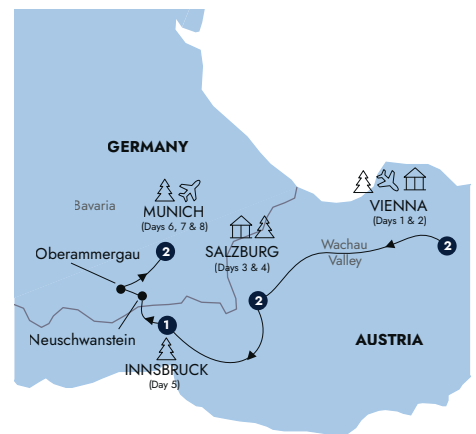 GERMANY
Bavaria
MUNICH
(Days 6, 7 & 8)
VIENNA
(Days 1 & 2)
Oberammergau
2
SALZBURG
(Days 3 & 4)
Wachau
Valley
2
2
Neuschwanstein
1
AUSTRIA
INNSBRUCK
(Day 5)